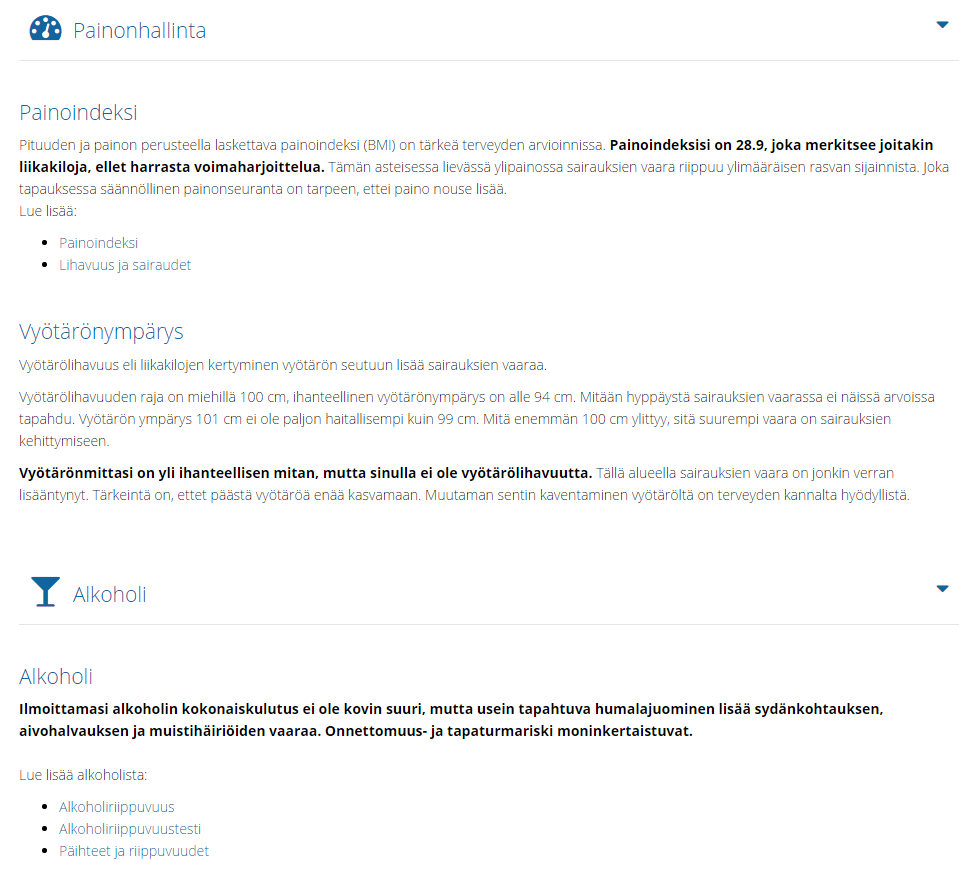 Painonhallinta
Painoindeksi
Pituuden ja painon perusteella laskettava painoindeksi (BMI) on tärkeä terveyden arvioinnissa. Painoindeksisi on 28.9, joka merkitsee joitakin
liikakiloja, ellet harrasta voimaharjoittelua. Tämän asteisessa lievässä ylipainossa sairauksien vaara riippuu ylimääräisen rasvan sijainnista. Joka
tapauksessa säännöllinen painonseuranta on tarpeen, ettei paino nouse lisää.
Lue lisää:
Painoindeksi
Lihavuus ja sairaudet
Vyötärönympärys
Vyötärölihavuus eli liikakilojen kertyminen vyötärön seutuun lisää sairauksien vaaraa.
Vyötärölihavuuden raja on miehillä 100 cm, ihanteellinen vyötärönympärys on alle 94 cm. Mitään hyppäystä sairauksien vaarassa ei näissä arvoissa
tapahdu. Vyötärön ympärys 101 cm ei ole paljon haitallisempi kuin 99 cm. Mitä enemmän 100 cm ylittyy, sitä suurempi vaara on sairauksien
kehittymiseen.
Vyötärönmittasi on yli ihanteellisen mitan, mutta sinulla ei ole vyötärölihavuutta. Tällä alueella sairauksien vaara on jonkin verran
lisääntynyt. Tärkeintä on, ettet päästä vyötäröä enää kasvamaan. Muutaman sentin kaventaminen vyötäröltä on terveyden kannalta hyödyllistä.
Alkoholi
Alkoholi
Ilmoittamasi alkoholin kokonaiskulutus ei ole kovin suuri, mutta usein tapahtuva humalajuominen lisää sydänkohtauksen,
aivohalvauksen ja muistihäiriöiden vaaraa. Onnettomuus- ja tapaturmariski moninkertaistuvat.
Lue lisää alkoholista:
Alkoholiriippuvuus
Alkoholiriippuvuustesti
Päihteet ja riippuvuudet